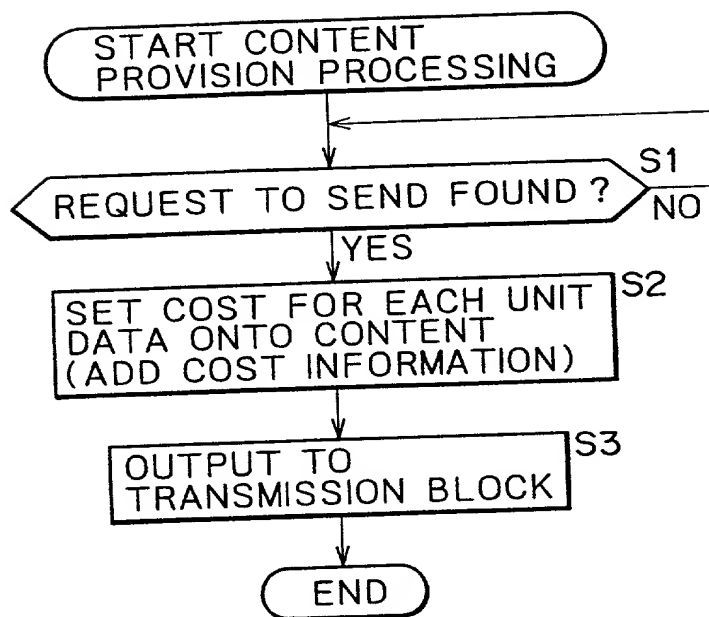 START CONTENT
PROVISION PROCESSING
S1
REQUEST TO SEND FOUND ?
NO
YES
S2
SET COST FOR EACH UNIT
DATA ONTO CONTENT
(ADD COST INFORMATION)
S3
OUTPUT TO
TRANSMISSION BLOCK
END